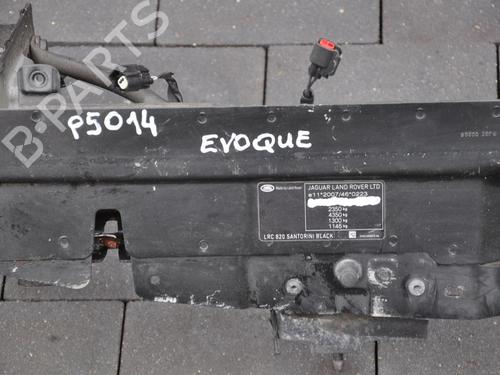 P5014
EVOQUE
JAGUAR LAND ROVER LTD
e11*2007/46*0223
2350 kg
4350 kg
1300 kg
1145 kg
LRC 820 SANTORINI BLACK